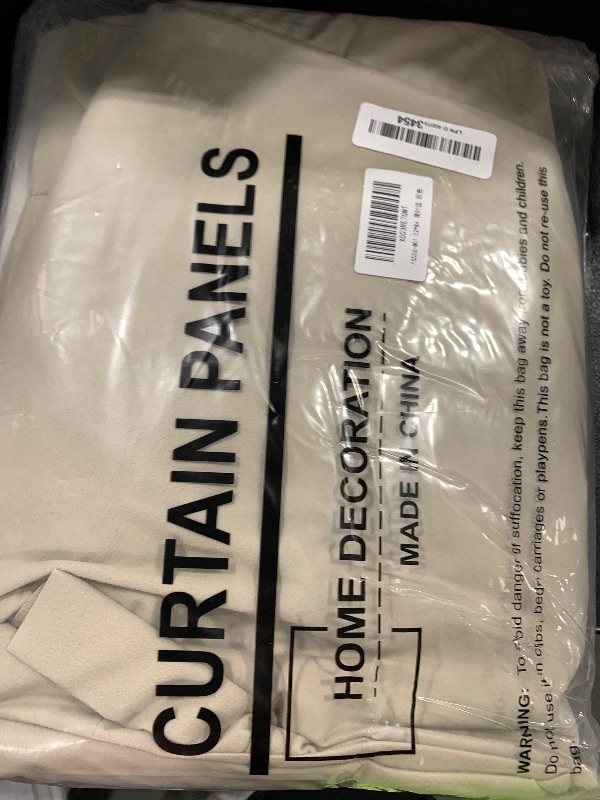 CURTAIN PANELS
HOME DECORATION
MADE IN CHINA
3454
WARNING: To avoid danger of suffocation, keep this bag away from babies and children.
Do not use it in cribs, beds, carriages or playpens. This bag is not a toy. Do not re-use this
bag.